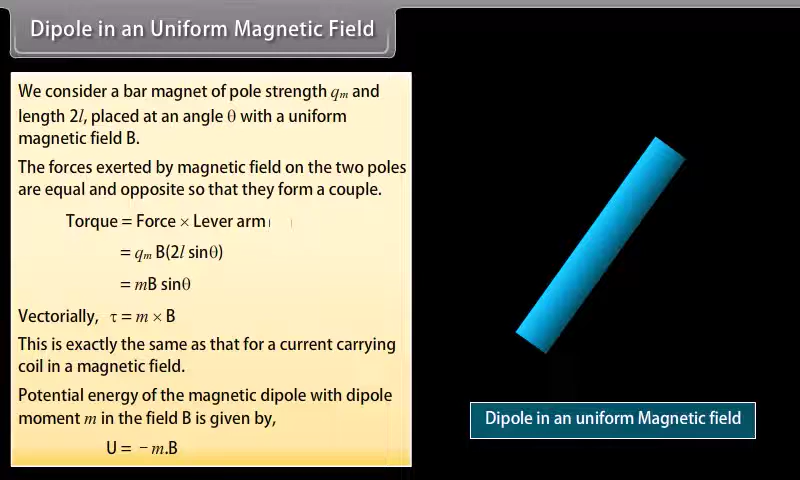 Dipole in an Uniform Magnetic Field
We consider a bar magnet of pole strength qₘ and
length 2l, placed at an angle θ with a uniform
magnetic field B.
The forces exerted by magnetic field on the two poles
are equal and opposite so that they form a couple.
Torque = Force × Lever arm
= qₘ B(2l sinθ)
= mB sinθ
Vectorially, τ = m × B
This is exactly the same as that for a current carrying
coil in a magnetic field.
Potential energy of the magnetic dipole with dipole
moment m in the field B is given by,
U = − m.B
Dipole in an uniform Magnetic field